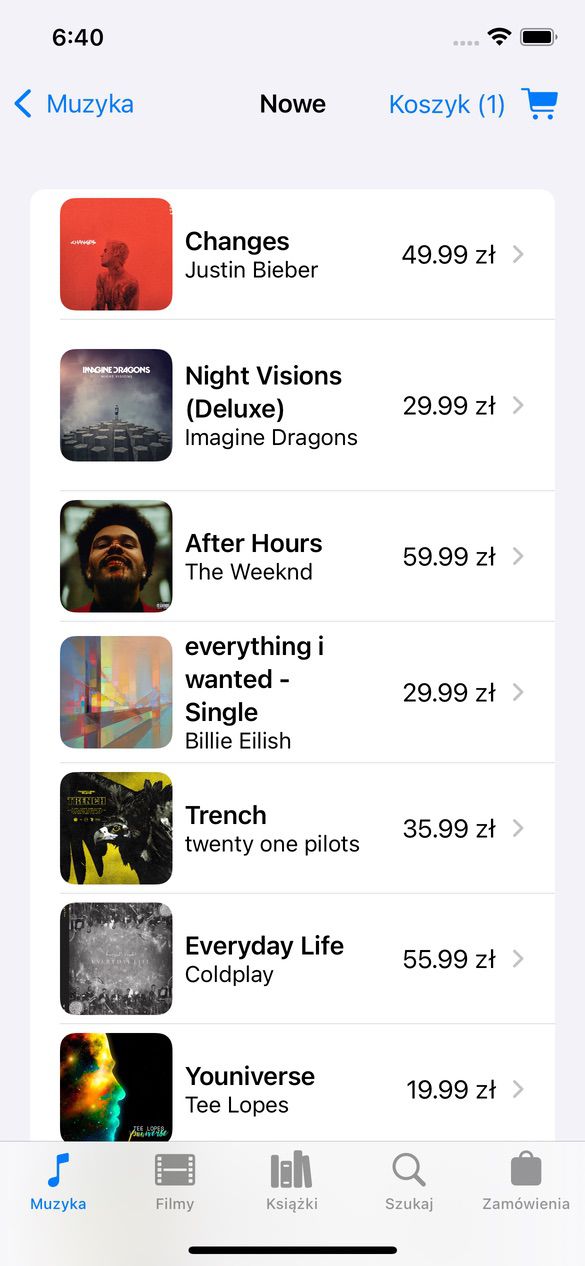 6:40
Muzyka
Nowe
Koszyk (1)
CHANGES
Changes
Justin Bieber
49.99 zł
IMAGINE DRAGONS
NIGHT VISIONS
Night Visions
(Deluxe)
Imagine Dragons
29.99 zł
After Hours
The Weeknd
59.99 zł
everything i
wanted -
Single
Billie Eilish
29.99 zł
TRENCH
Trench
twenty one pilots
35.99 zł
EVERYDAY LIFE
Everyday Life
Coldplay
55.99 zł
TEE LOPES
youniverse
Youniverse
Tee Lopes
19.99 zł
Muzyka
Filmy
Książki
Szukaj
Zamówienia